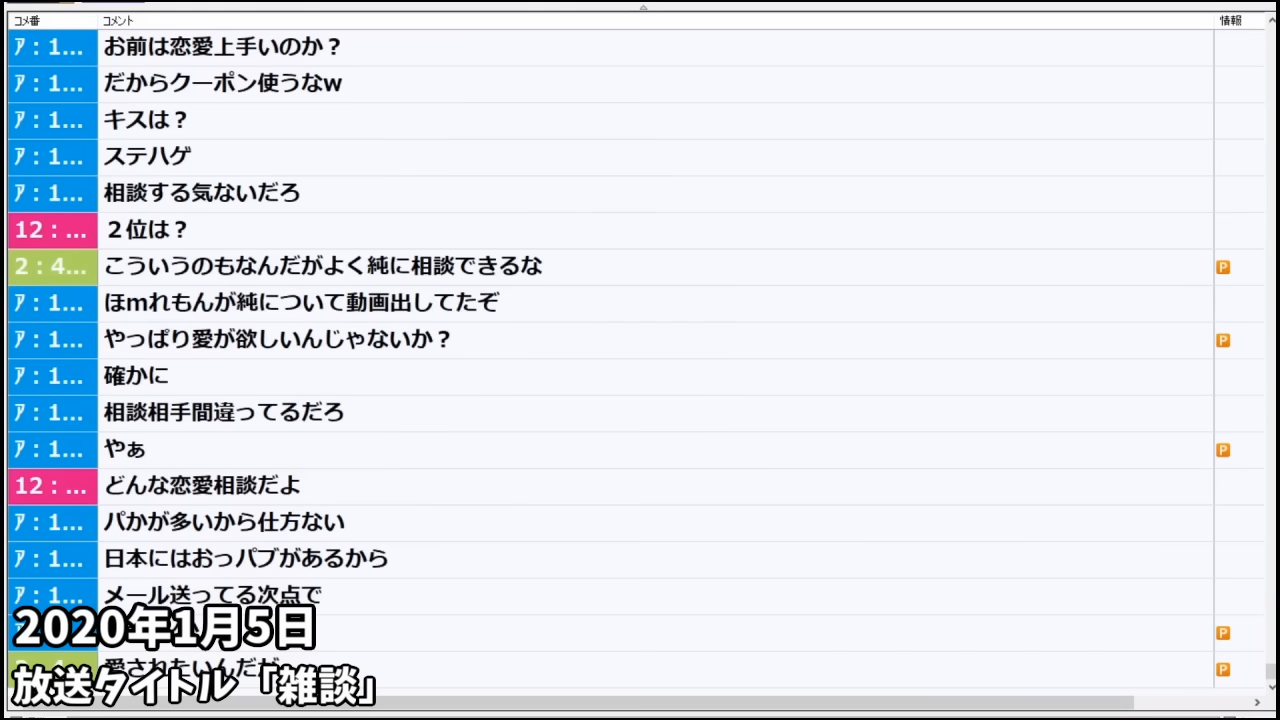 コメ番 コメント 情報
ｱ：1... お前は恋愛上手いのか？
ｱ：1... だからクーポン使うなw
ｱ：1... キスは？
ｱ：1... ステハゲ
ｱ：1... 相談する気ないだろ
12：... ２位は？
2：4... こういうのもなんだがよく純に相談できるな P
ｱ：1... ほmれもんが純について動画出してたぞ
ｱ：1... やっぱり愛が欲しいんじゃないか？ P
ｱ：1... 確かに
ｱ：1... 相談相手間違ってるだろ
ｱ：1... やぁ P
12：... どんな恋愛相談だよ
ｱ：1... パかが多いから仕方ない
ｱ：1... 日本にはおっパブがあるから
ｱ：1... メール送ってる次点で
2020年1月5日 P
愛されたいんだが P
放送タイトル「雑談」